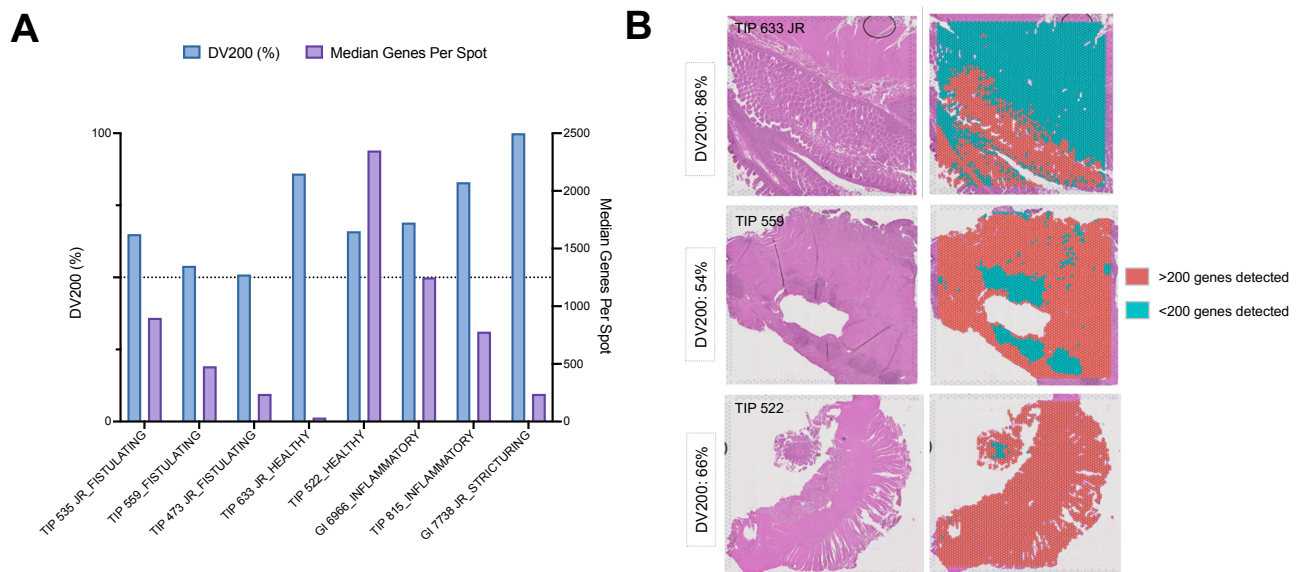 A
DV200 (%)
Median Genes Per Spot
100
0
DV200 (%)
2500
2000
1500
1000
500
0
Median Genes Per Spot
TIP 535 JR_FISTULATING
TIP 559_FISTULATING
TIP 473 JR_FISTULATING
TIP 633 JR_HEALTHY
TIP 522_HEALTHY
GI 6966_INFLAMMATORY
TIP 815_INFLAMMATORY
GI 7738 JR_STRICTURING
B
TIP 633 JR
DV200: 86%
TIP 559
DV200: 54%
TIP 522
DV200: 66%
>200 genes detected
<200 genes detected